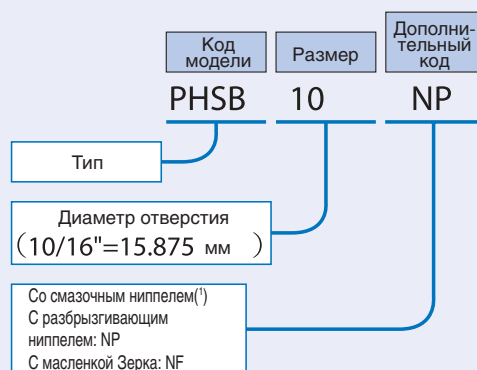 Код
модели
Размер
Дополни-
тельный
код
PHSB 10 NP
Тип
Диаметр отверстия
(10/16"=15.875 мм )
Со смазочным ниппелем(¹)
С разбрызгивающим
ниппелем: NP
С масленкой Зерка: NF